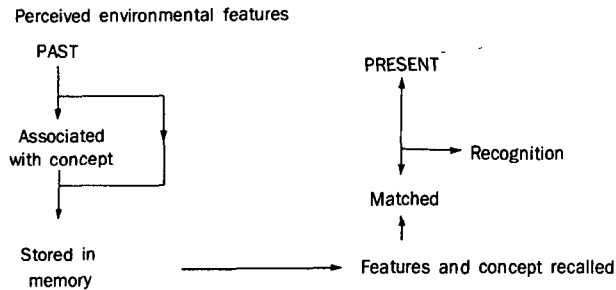 Perceived environmental features
PAST
PRESENT
Associated
with concept
Recognition
Matched
Stored in
memory
Features and concept recalled